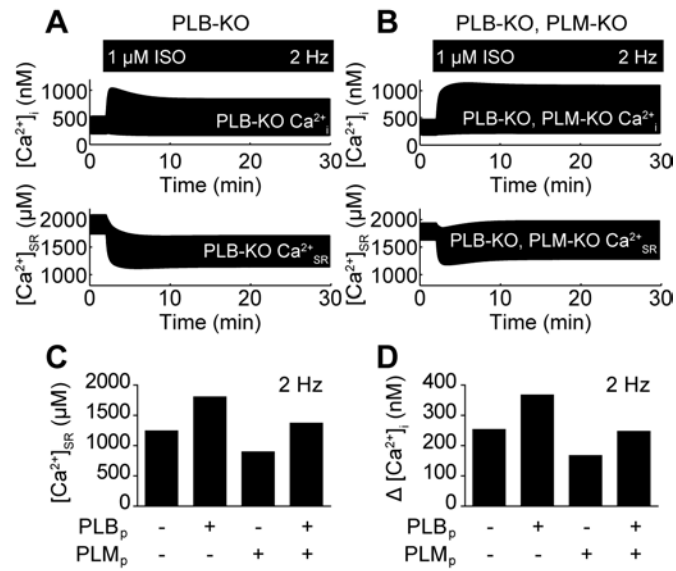 A
PLB-KO
1 µM ISO 2 Hz
[Ca²⁺]ᵢ (nM)
1000
500
0
PLB-KO Ca²⁺ᵢ
0 10 20 30
Time (min)
[Ca²⁺]SR (µM)
2000
1500
1000
PLB-KO Ca²⁺SR
0 10 20 30
Time (min)
B
PLB-KO, PLM-KO
1 µM ISO 2 Hz
[Ca²⁺]ᵢ (nM)
1000
500
0
PLB-KO, PLM-KO Ca²⁺ᵢ
0 10 20 30
Time (min)
[Ca²⁺]SR (µM)
2000
1500
1000
PLB-KO, PLM-KO Ca²⁺SR
0 10 20 30
Time (min)
C
2 Hz
[Ca²⁺]SR (µM)
2000
1500
1000
500
0
PLBₚ - + - +
PLMₚ - - + +
D
2 Hz
Δ [Ca²⁺]ᵢ (nM)
400
300
200
100
0
PLBₚ - + - +
PLMₚ - - + +